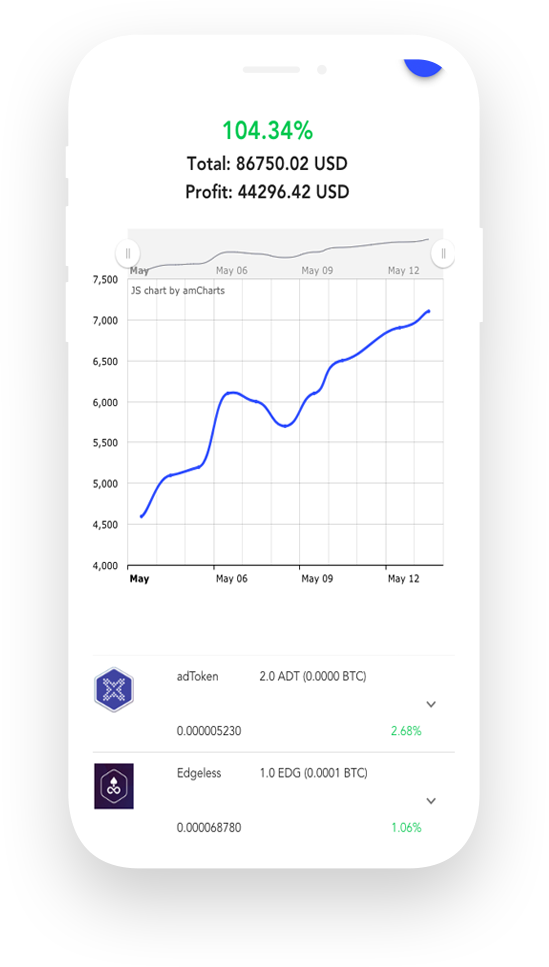 104.34%
Total: 86750.02 USD
Profit: 44296.42 USD
May May 06 May 09 May 12
7,500
JS chart by amCharts
7,000
6,500
6,000
5,500
5,000
4,500
4,000
May May 06 May 09 May 12
adToken 2.0 ADT (0.0000 BTC)
0.000005230 2.68%
Edgeless 1.0 EDG (0.0001 BTC)
0.000068780 1.06%